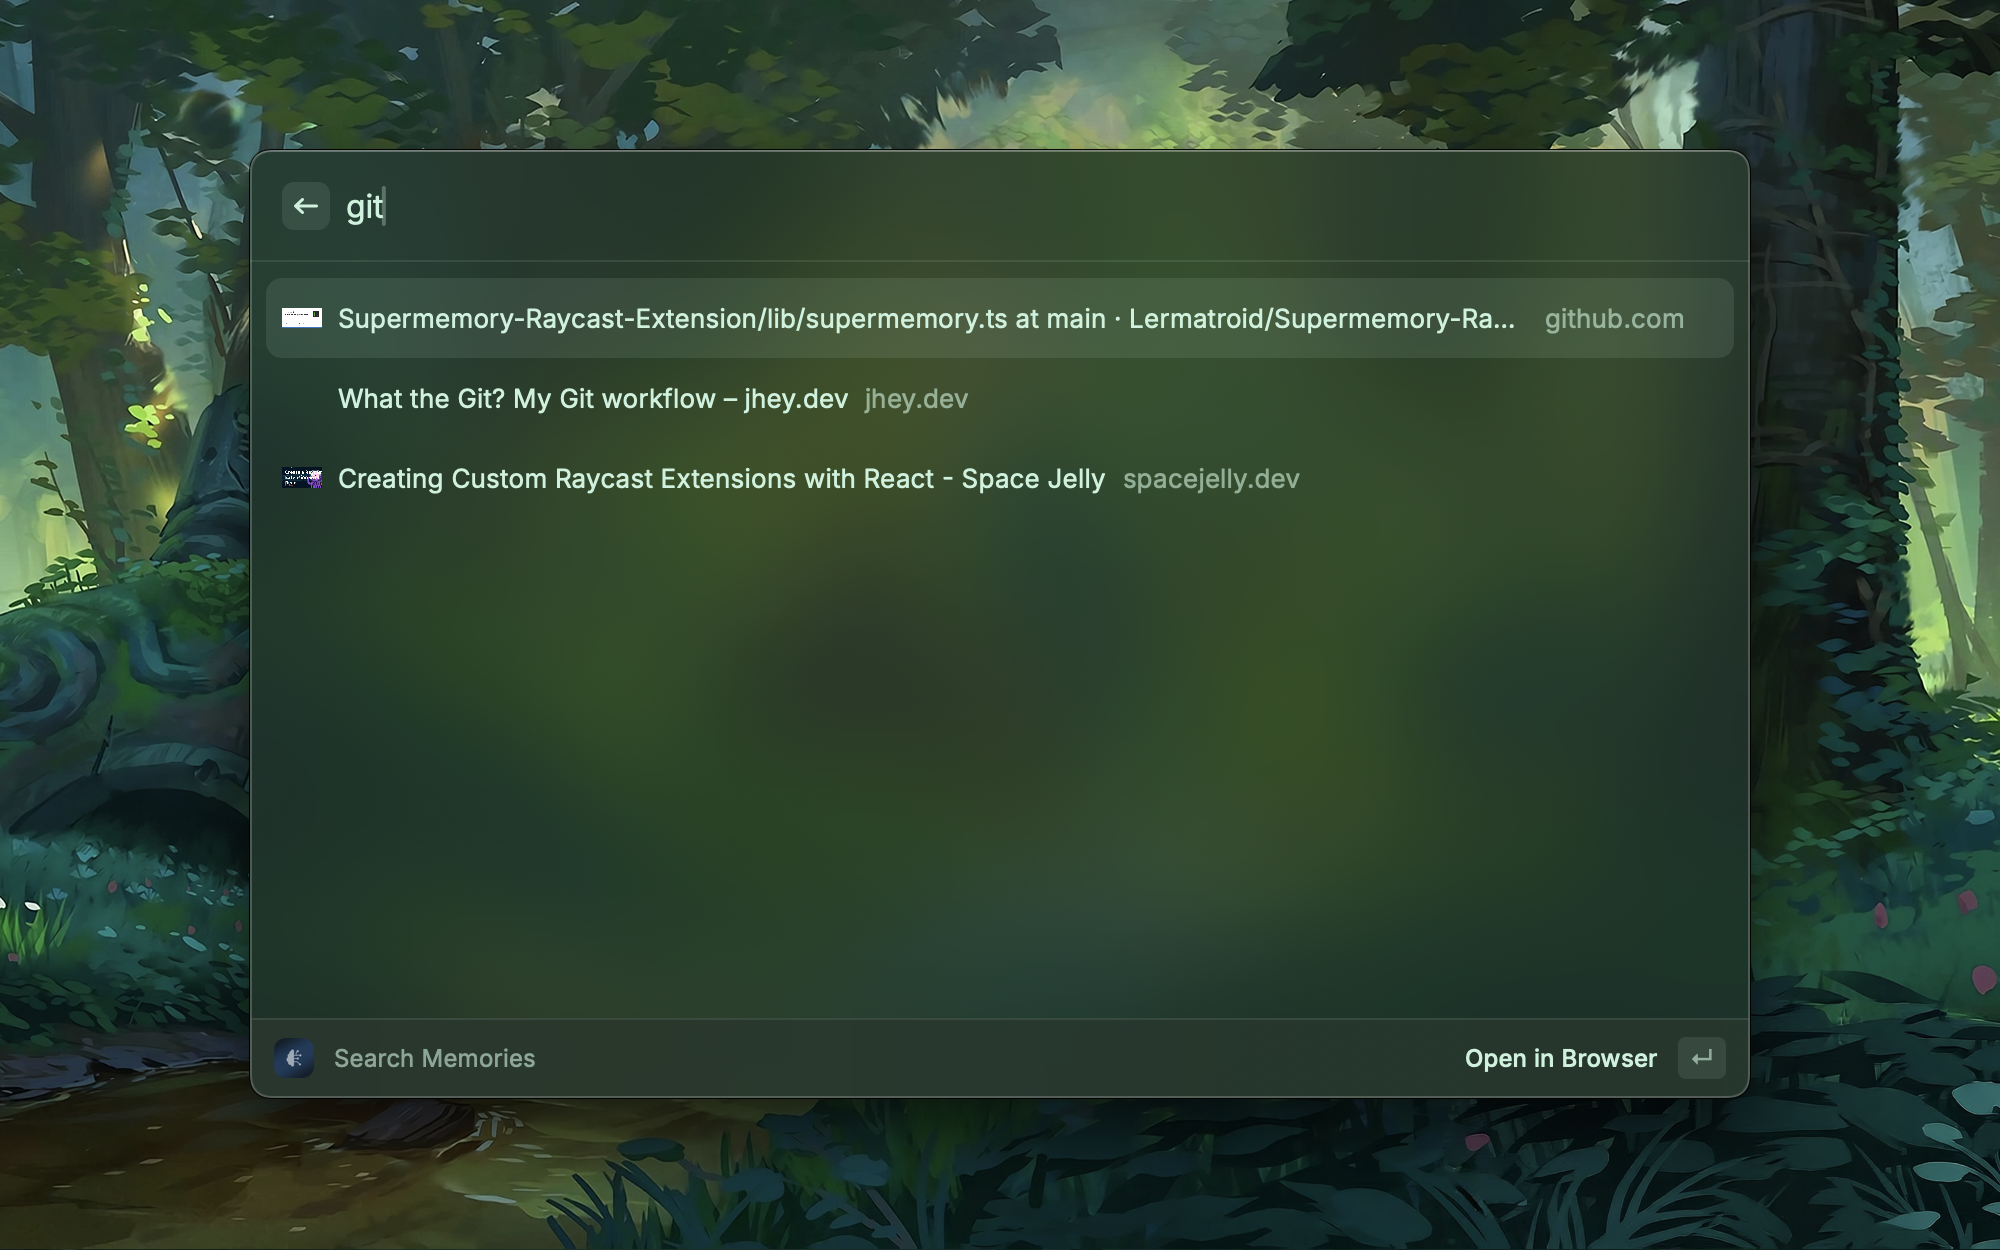 git
Supermemory-Raycast-Extension/lib/supermemory.ts at main · Lermatroid/Supermemory-Ra... github.com
What the Git? My Git workflow – jhey.dev jhey.dev
Creating Custom Raycast Extensions with React - Space Jelly spacejelly.dev
Search Memories Open in Browser